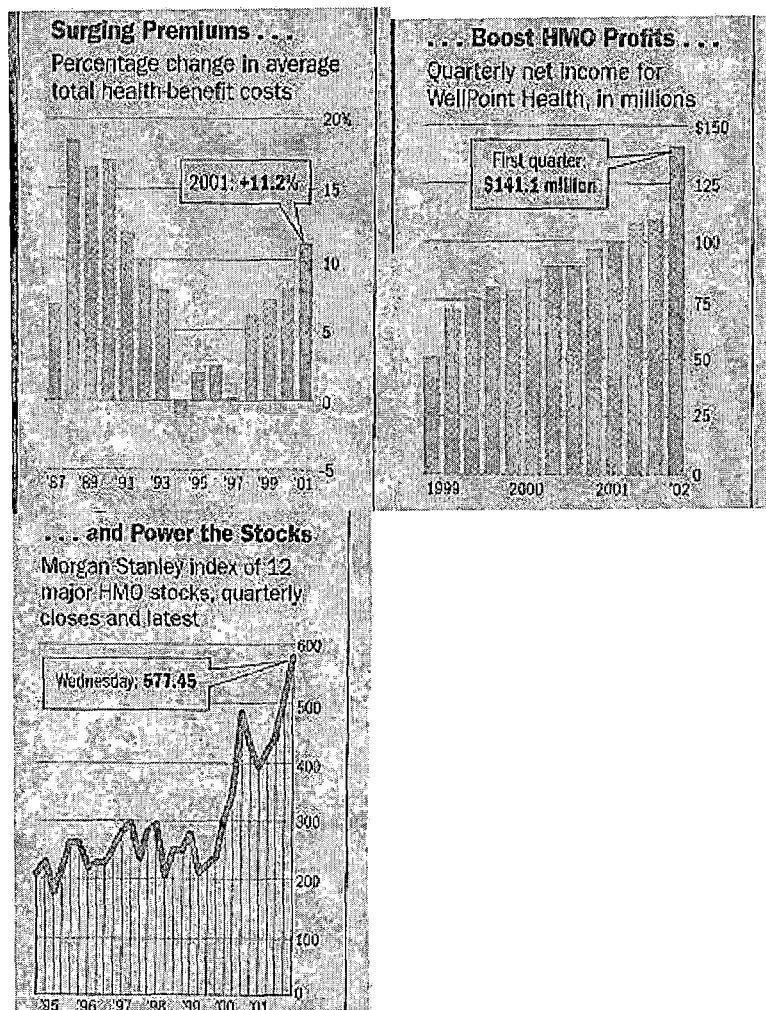 Surging Premiums . . .
Percentage change in average
total health-benefit costs
20%
2001: +11.2%
15
10
5
0
-5
'87 '89 '91 '93 '95 '97 '99 '01
. . . Boost HMO Profits . . .
Quarterly net income for
WellPoint Health, in millions
$150
First quarter:
$141.1 million
125
100
75
50
25
0
1999 2000 2001 '02
. . . and Power the Stocks
Morgan Stanley index of 12
major HMO stocks, quarterly
closes and latest
600
Wednesday: 577.45
500
400
300
200
100
0
'95 '96 '97 '98 '99 '00 '01